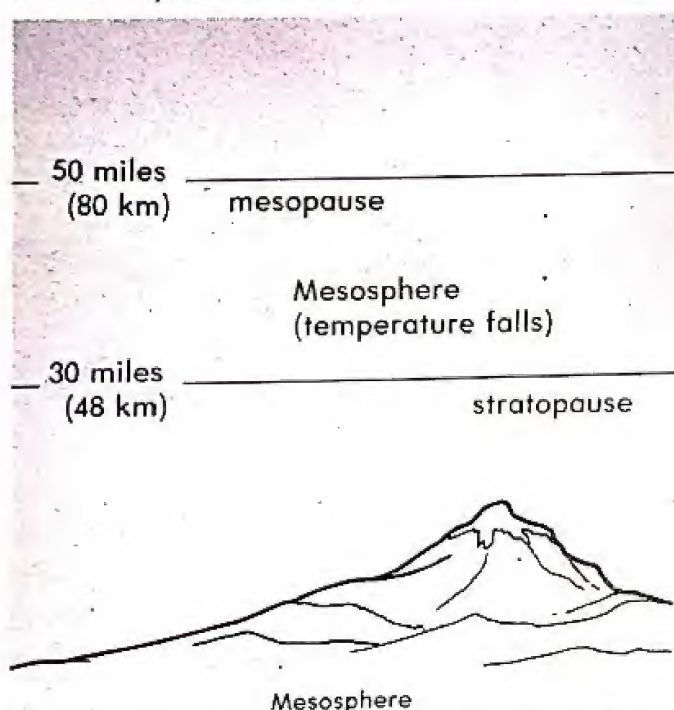 50 miles
(80 km)
mesopause
Mesosphere
(temperature falls)
30 miles
(48 km)
stratopause
Mesosphere